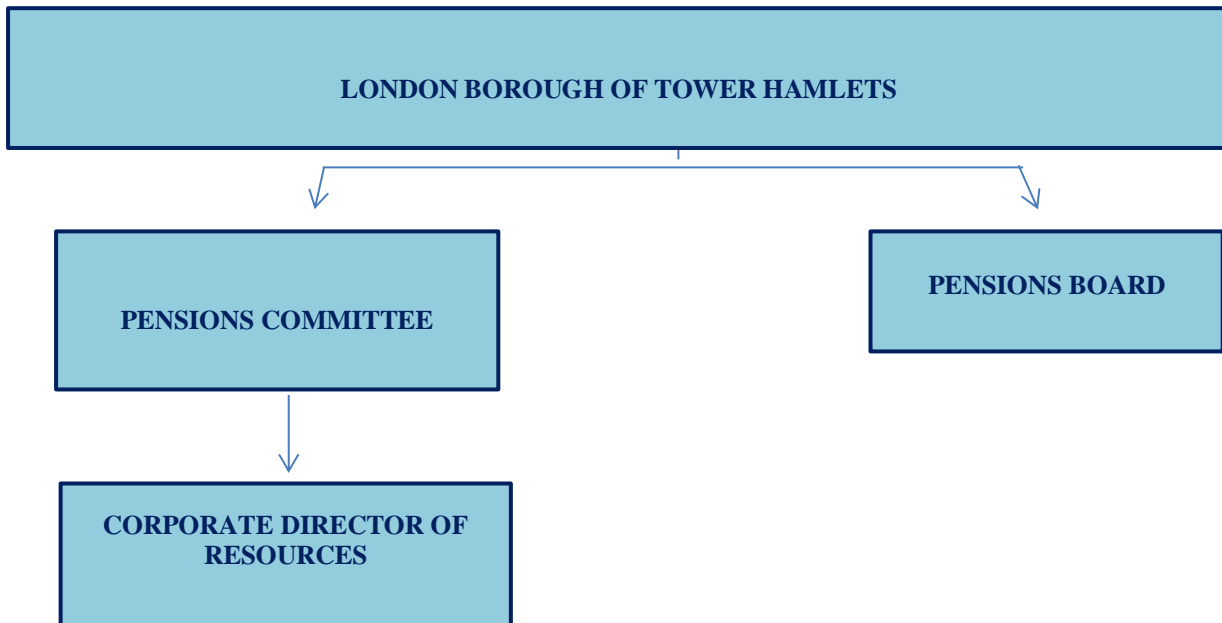 LONDON BOROUGH OF TOWER HAMLETS
PENSIONS COMMITTEE
PENSIONS BOARD
CORPORATE DIRECTOR OF
RESOURCES